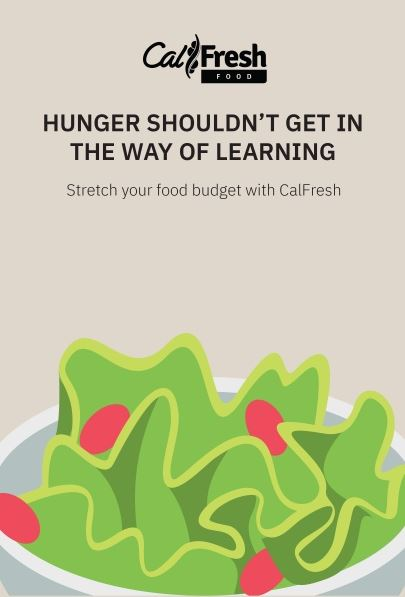 CalFresh
FOOD
HUNGER SHOULDN'T GET IN
THE WAY OF LEARNING
Stretch your food budget with CalFresh